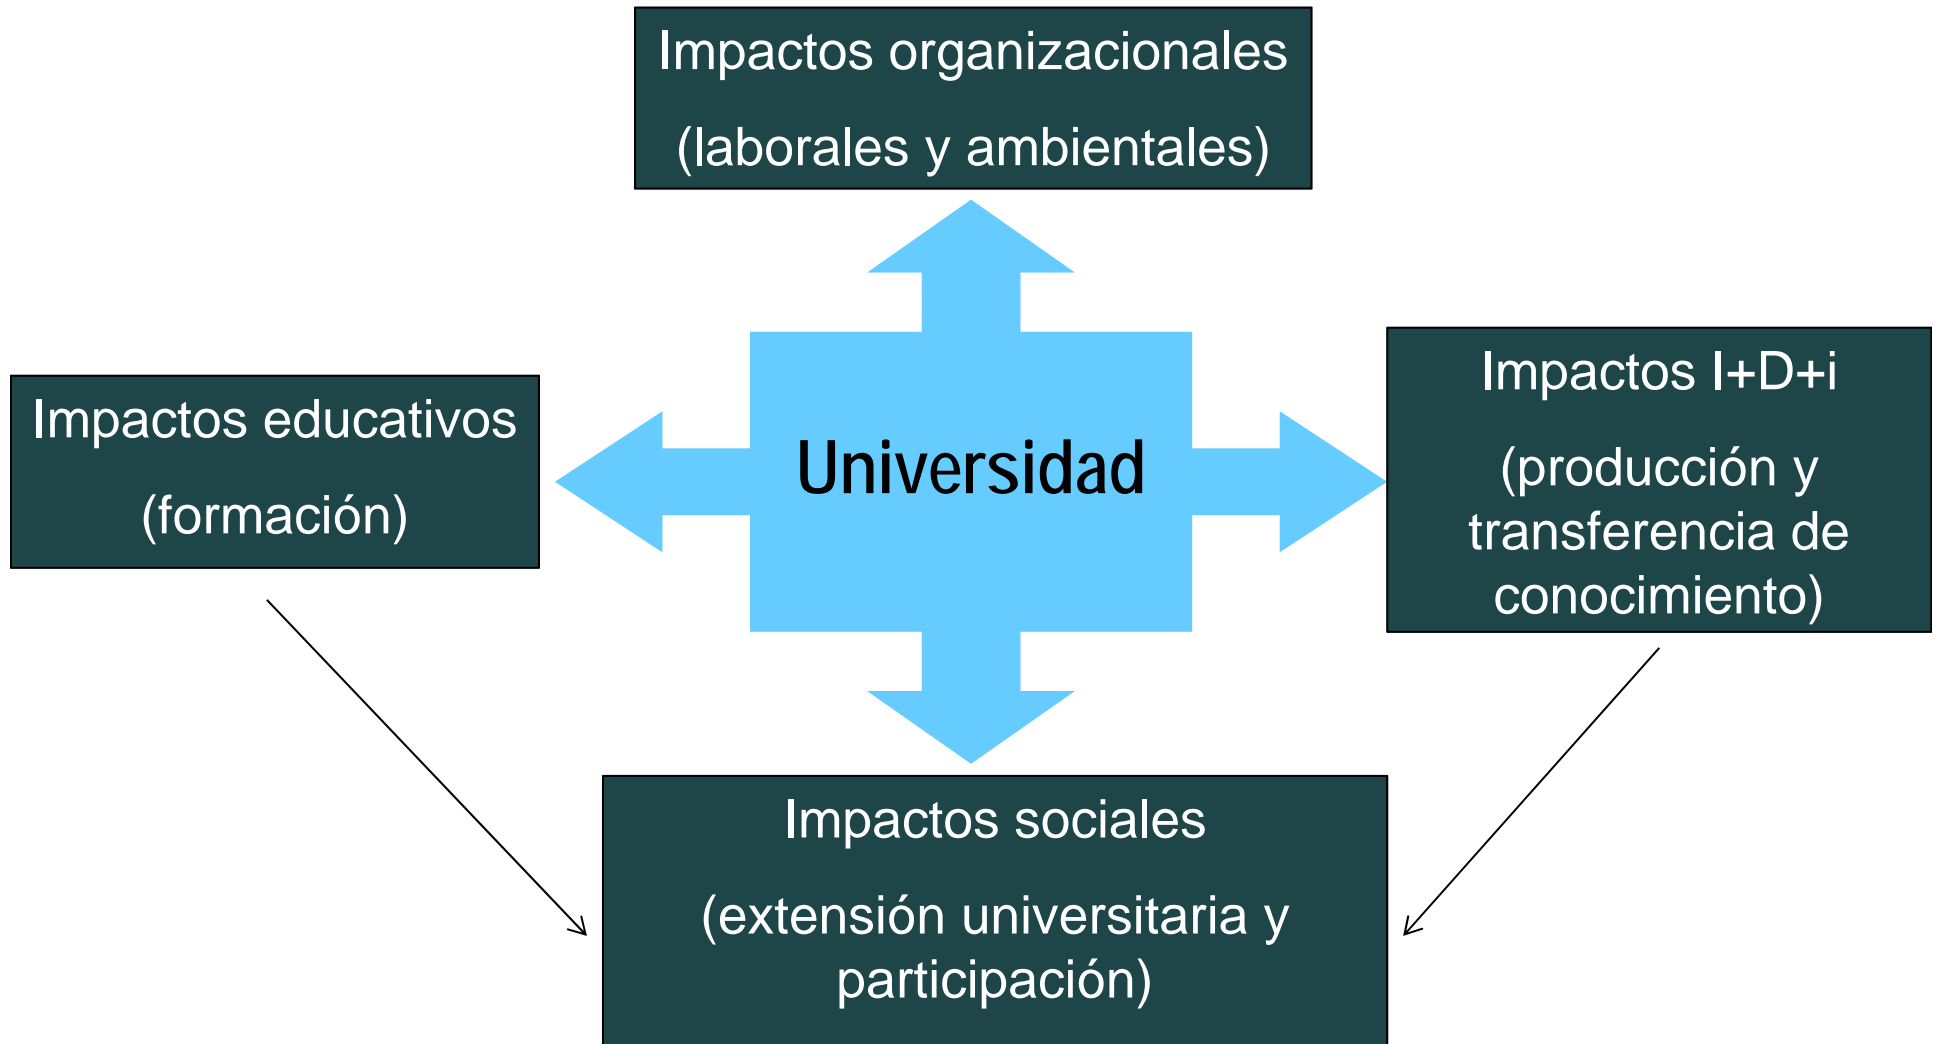 Impactos organizacionales
(laborales y ambientales)
Impactos educativos
(formación)
Universidad
Impactos I+D+i
(producción y
transferencia de
conocimiento)
Impactos sociales
(extensión universitaria y
participación)